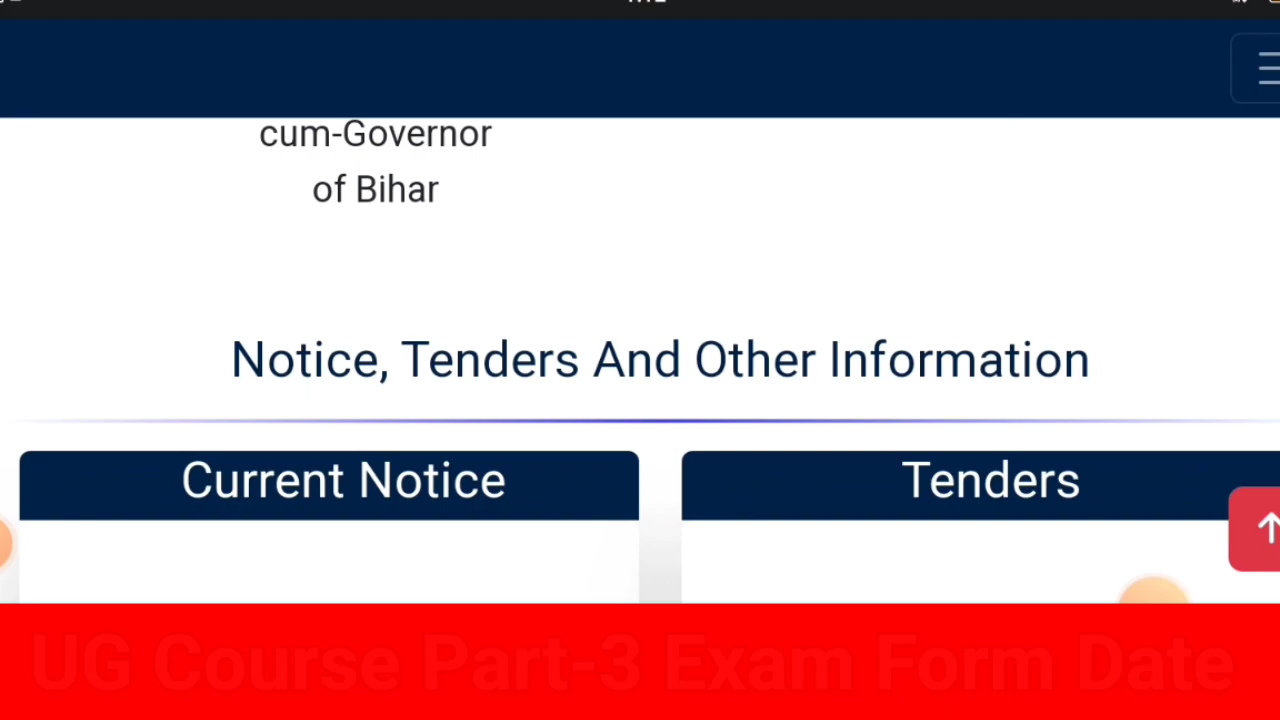 cum-Governor
of Bihar
Notice, Tenders And Other Information
Current Notice
Tenders
UG Course Part-3 Exam Form Date